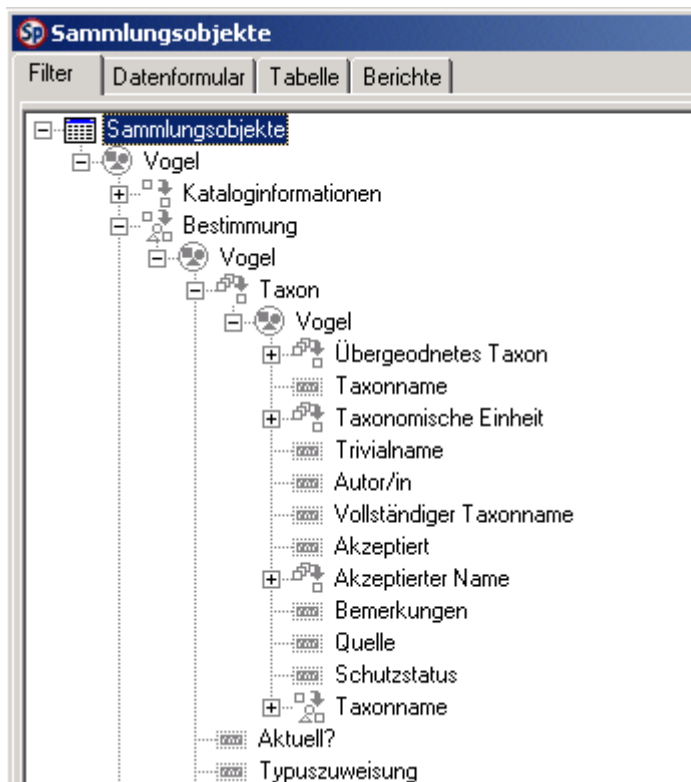 Sp Sammlungsobjekte
Filter Datenformular Tabelle Berichte
Sammlungsobjekte
Vogel
Kataloginformationen
Bestimmung
Vogel
Taxon
Vogel
Übergeodnetes Taxon
Taxonname
Taxonomische Einheit
Trivialname
Autor/in
Vollständiger Taxonname
Akzeptiert
Akzeptierter Name
Bemerkungen
Quelle
Schutzstatus
Taxonname
Aktuell?
Typuszuweisung